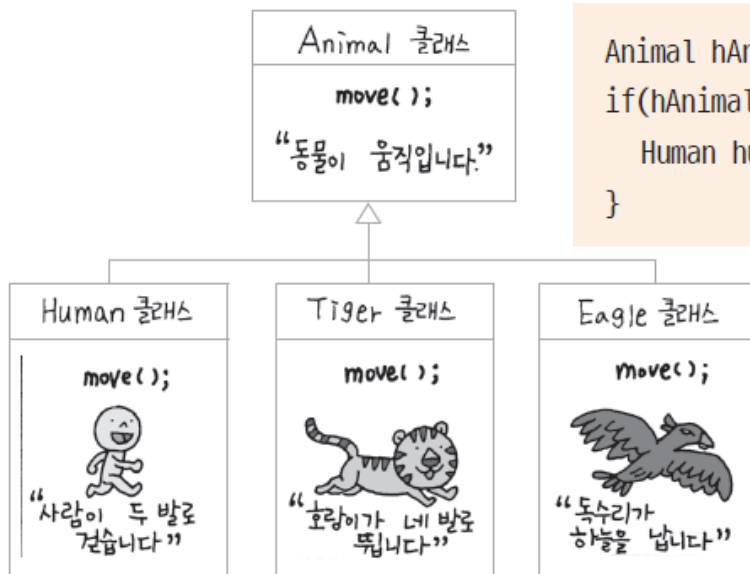 Animal 클래스
move();
“동물이 움직입니다.”
Animal
if(
Human
}
Human 클래스
move();
“사람이 두 발로
걷습니다”
Tiger 클래스
move();
“호랑이가 네 발로
뜁니다”
Eagle 클래스
move();
“독수리가
하늘을 납니다”